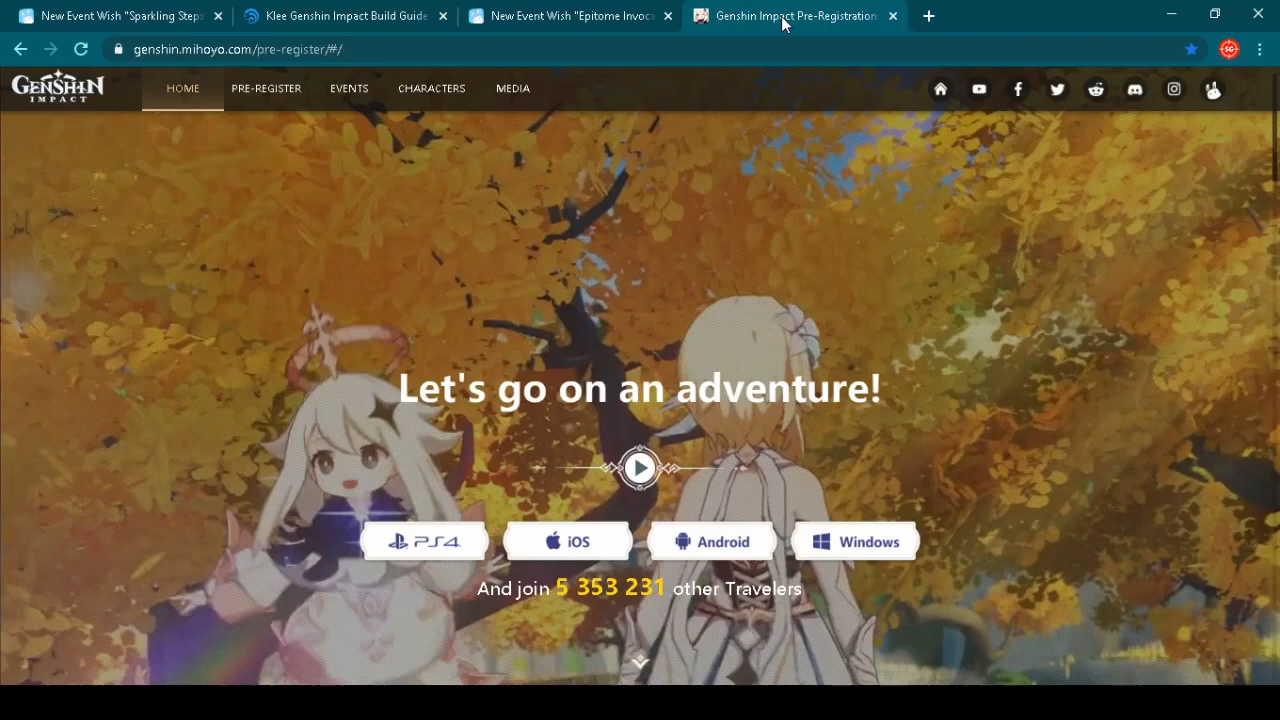 New Event Wish "Sparkling Steps
Klee Genshin Impact Build Guide
New Event Wish "Epitome Invoca
Genshin Impact Pre-Registration
genshin.mihoyo.com/pre-register/#/
SG
GENSHIN
IMPACT
HOME
PRE-REGISTER
EVENTS
CHARACTERS
MEDIA
Let's go on an adventure!
PS4
iOS
Android
Windows
And join 5 353 231 other Travelers